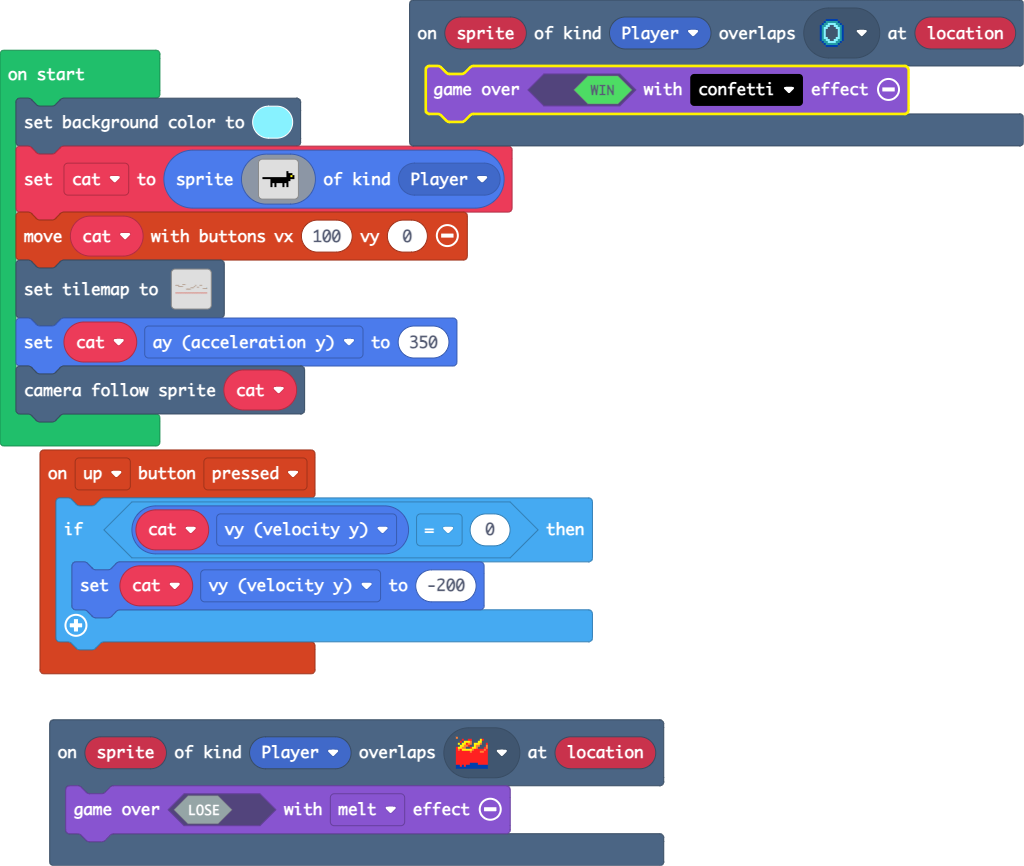 on sprite of kind Player overlaps at location
game over WIN with confetti effect
on start
set background color to
set cat to sprite of kind Player
move cat with buttons vx 100 vy 0
set tilemap to
set cat ay (acceleration y) to 350
camera follow sprite cat
on up button pressed
if cat vy (velocity y) = 0 then
set cat vy (velocity y) to -200
on sprite of kind Player overlaps at location
game over LOSE with melt effect